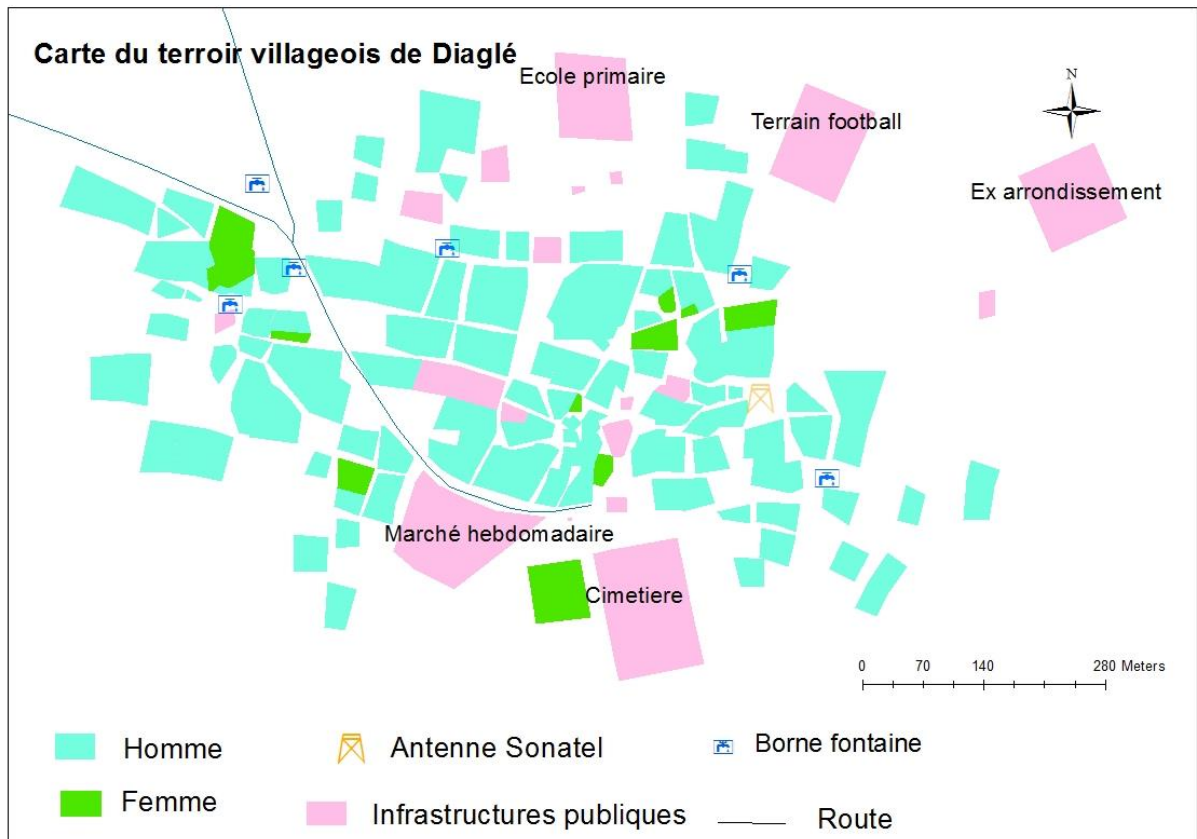 Carte du terroir villageois de Diaglé
Ecole primaire
Terrain football
N
Ex arrondissement
Marché hebdomadaire
Cimetiere
0 70 140 280 Meters
Homme
Antenne Sonatel
Borne fontaine
Femme
Infrastructures publiques
Route